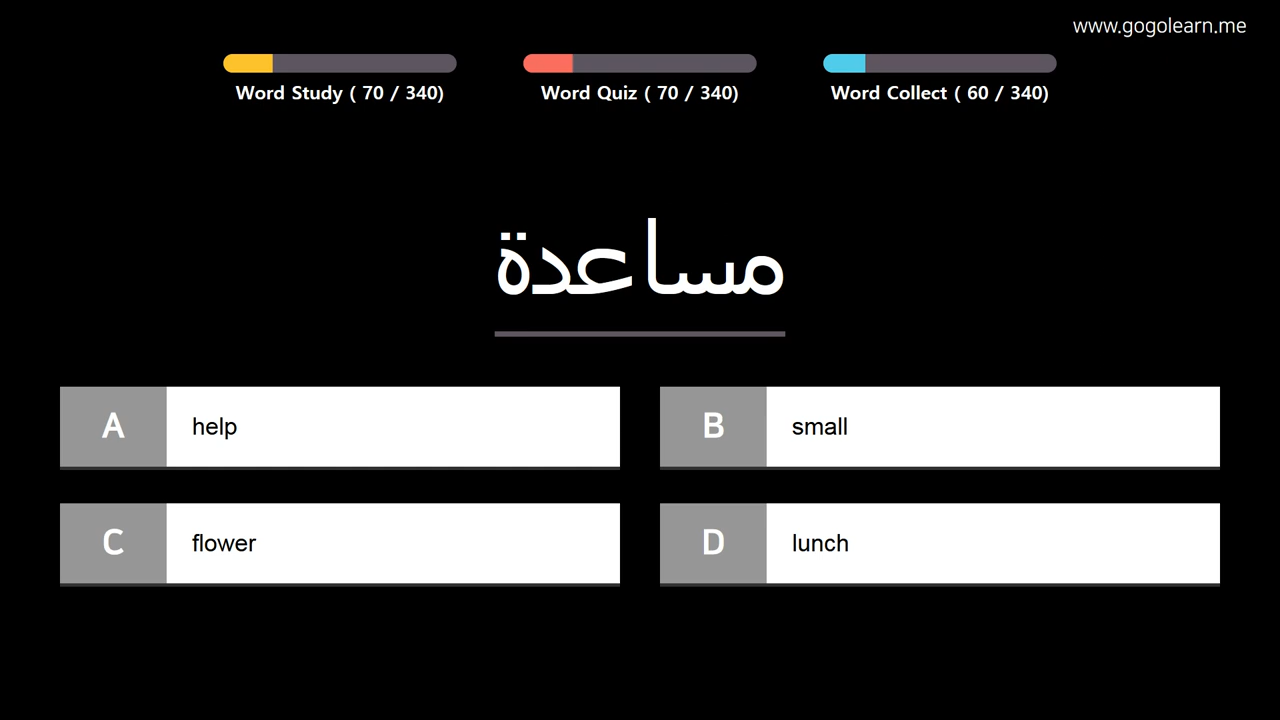 www.gogolearn.me
Word Study ( 70 / 340)
Word Quiz ( 70 / 340)
Word Collect ( 60 / 340)
مساعدة
A help
B small
C flower
D lunch